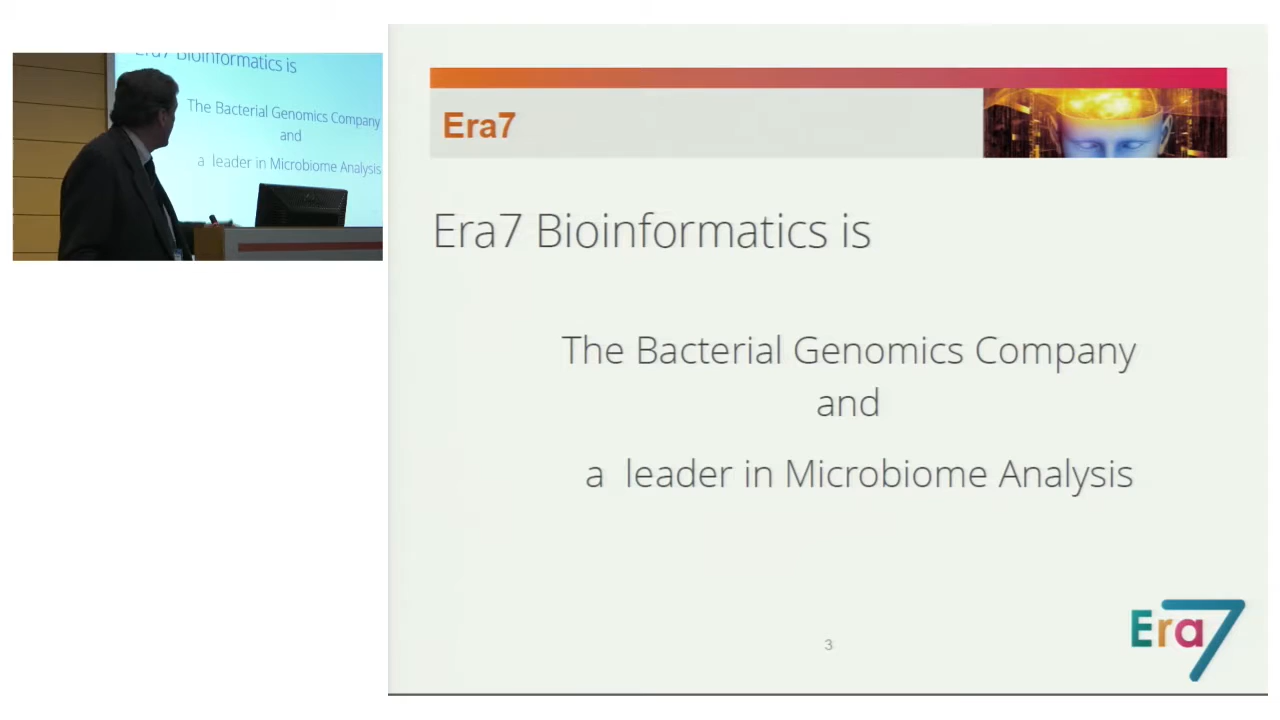 Era7 Bioinformatics is
The Bacterial Genomics Company
and
a leader in Microbiome Analysis
Era7
Era7 Bioinformatics is
The Bacterial Genomics Company
and
a leader in Microbiome Analysis
3
Era7